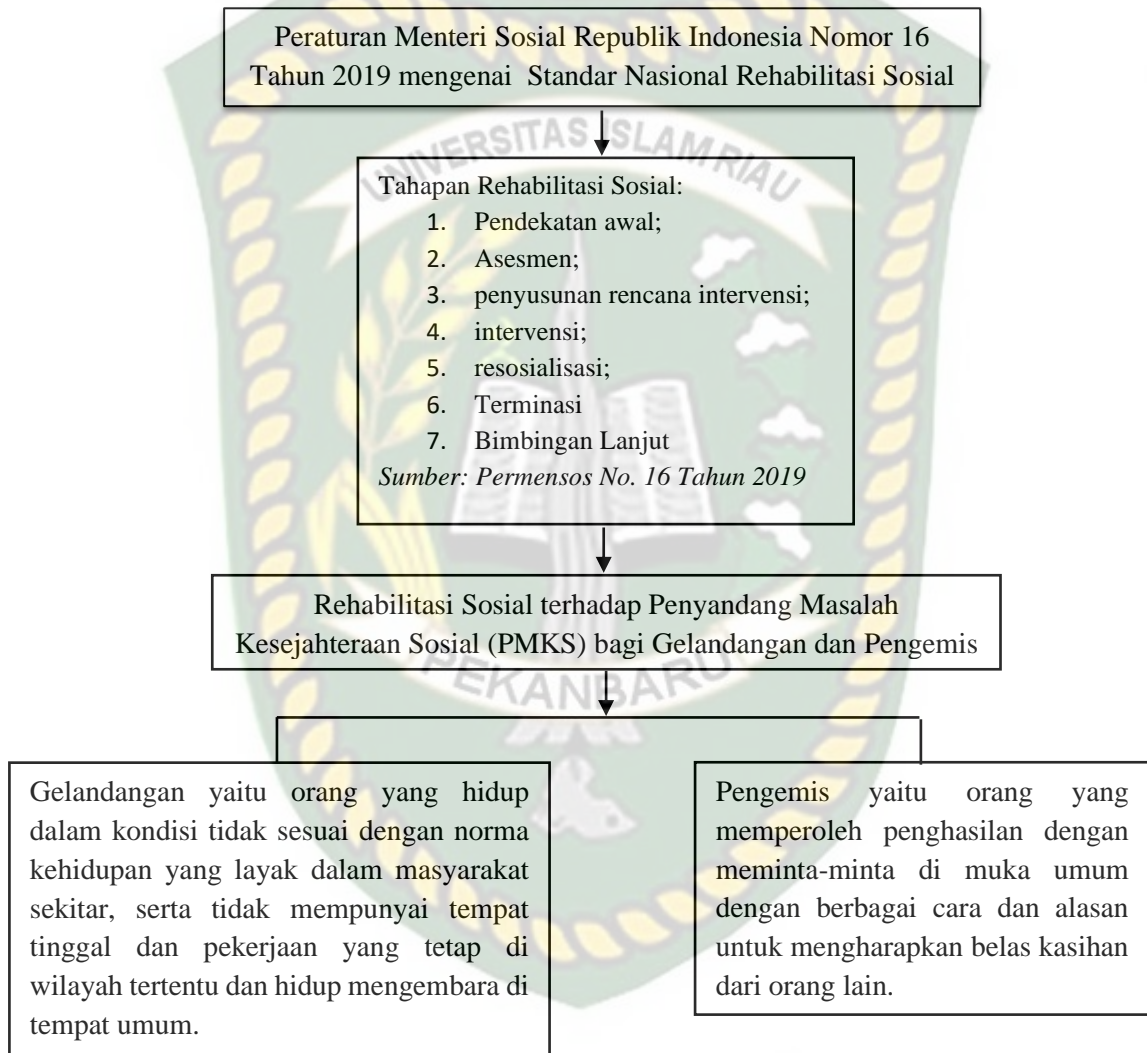 Peraturan Menteri Sosial Republik Indonesia Nomor 16
Tahun 2019 mengenai Standar Nasional Rehabilitasi Sosial
UNIVERSITAS ISLAM RIAU
Tahapan Rehabilitasi Sosial:
1. Pendekatan awal;
2. Asesmen;
3. penyusunan rencana intervensi;
4. intervensi;
5. resosialisasi;
6. Terminasi
7. Bimbingan Lanjut
Sumber: Permensos No. 16 Tahun 2019
Rehabilitasi Sosial terhadap Penyandang Masalah
Kesejahteraan Sosial (PMKS) bagi Gelandangan dan Pengemis
PEKANBARU
Gelandangan yaitu orang yang hidup
dalam kondisi tidak sesuai dengan norma
kehidupan yang layak dalam masyarakat
sekitar, serta tidak mempunyai tempat
tinggal dan pekerjaan yang tetap di
wilayah tertentu dan hidup mengembara di
tempat umum.
Pengemis yaitu orang yang
memperoleh penghasilan dengan
meminta-minta di muka umum
dengan berbagai cara dan alasan
untuk mengharapkan belas kasihan
dari orang lain.